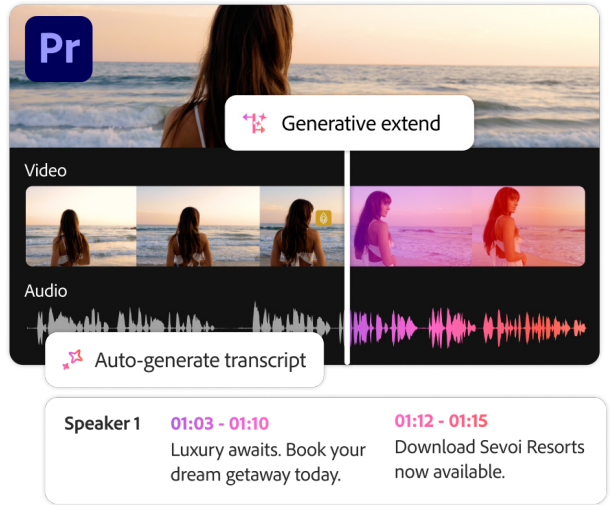 Pr
Generative extend
Video
Audio
Auto-generate transcript
Speaker 1
01:03 - 01:10
Luxury awaits. Book your
dream getaway today.
01:12 - 01:15
Download Sevoi Resorts
now available.